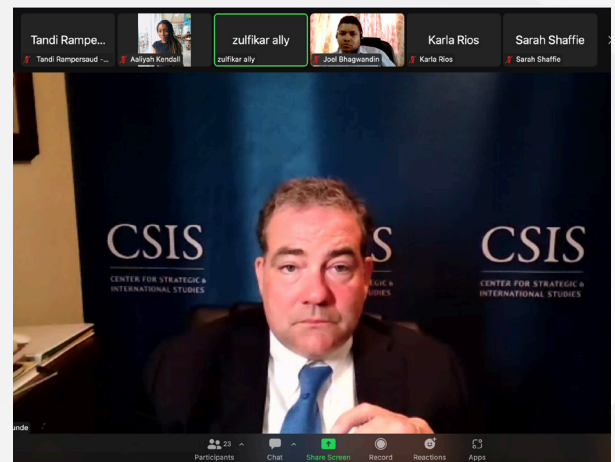 Tandi Rampe...
zulfikar ally
Karla Rios
Sarah Shaffie
Tandi Rampersaud -...
Aaliyah Kendall
zulfikar ally
Joel Bhagwandin
Karla Rios
Sarah Shaffie
CSIS
CENTER FOR STRATEGIC &
INTERNATIONAL STUDIES
S
GIC &
UDIES
CSIS
CENTER FOR STRATEGIC &
INTERNATIONAL STUDIES
unde
23
Participants
Chat
Share Screen
Record
Reactions
Apps